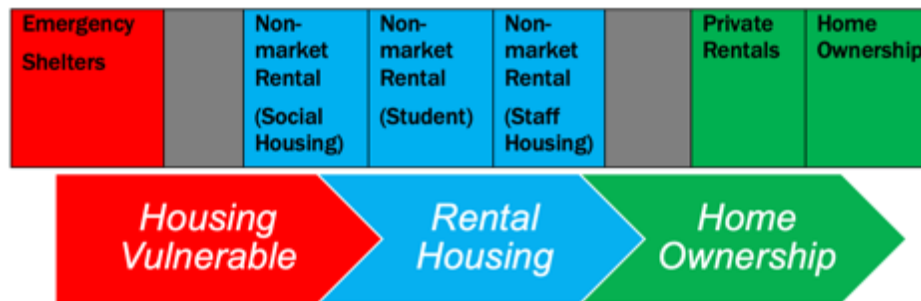 Emergency
Shelters
Non-
market
Rental
(Social
Housing)
Non-
market
Rental
(Student)
Non-
market
Rental
(Staff
Housing)
Private
Rentals
Home
Ownership
Housing
Vulnerable
Rental
Housing
Home
Ownership